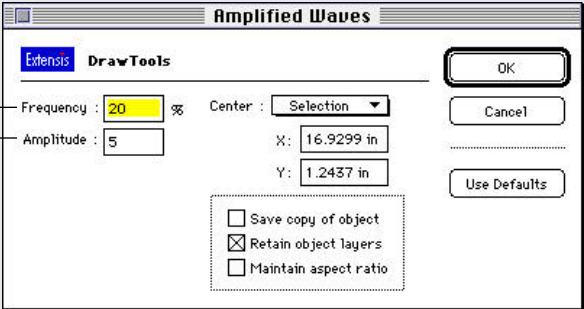 Amplified Waves
Extensis DrawTools
Frequency : 20 %
Amplitude : 5
Center : Selection
X: 16.9299 in
Y: 1.2437 in
Save copy of object
Retain object layers
Maintain aspect ratio
OK
Cancel
Use Defaults